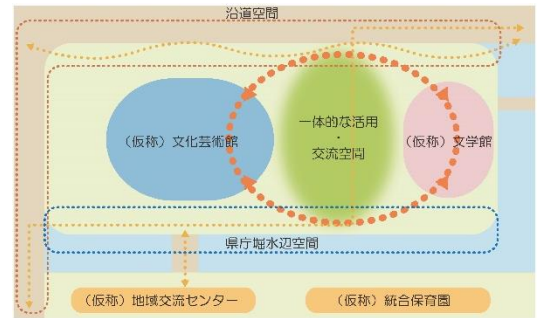 沿道空間
(仮称)文化芸術館
一体的な活用
・
交流空間
(仮称)文学館
県庁堀水辺空間
(仮称)地域交流センター
(仮称)統合保育園